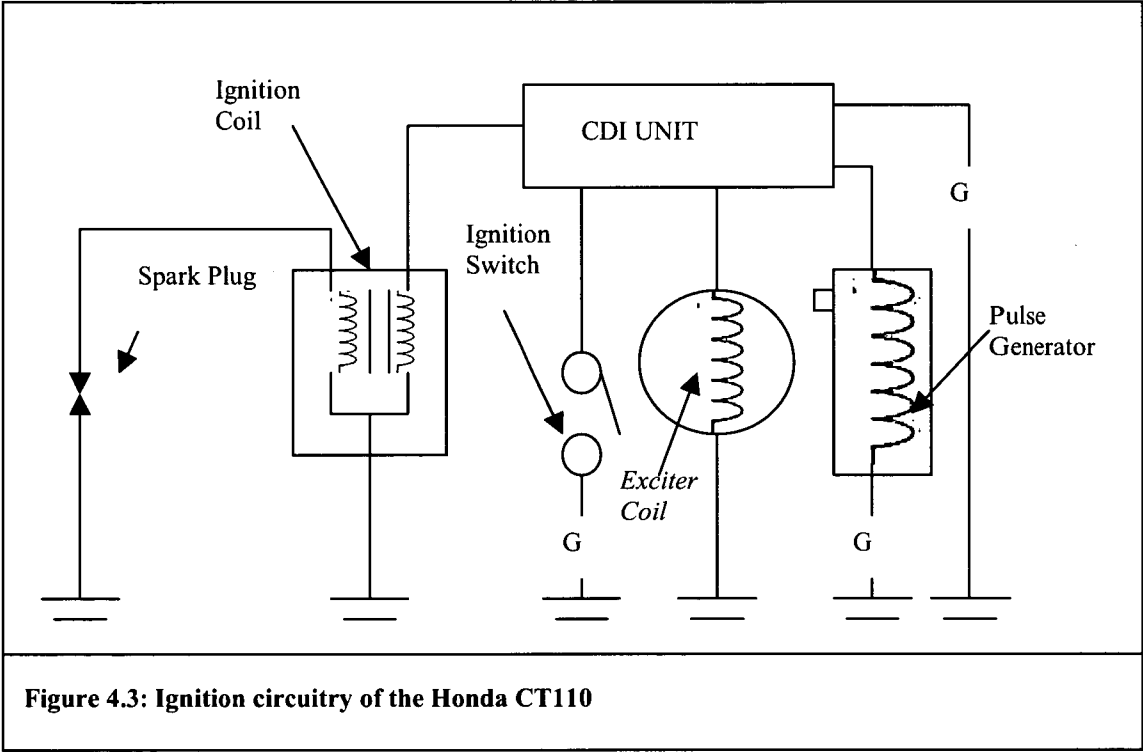 Ignition
Coil
CDI UNIT
G
Ignition
Switch
Spark Plug
Pulse
Generator
Exciter
Coil
G
G
Figure 4.3: Ignition circuitry of the Honda CT110